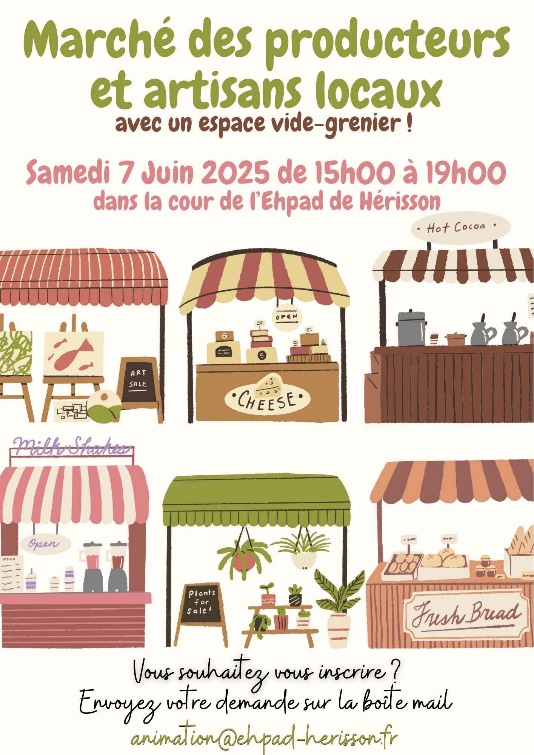 Marché des producteurs
et artisans locaux
avec un espace vide-grenier !
Samedi 7 Juin 2025 de 15h00 à 19h00
dans la cour de l'Ehpad de Hérisson
• Hot Cocoa •
OPEN
ART
SALE
• CHEESE •
Milk Shakes
Open
Plants
for
Sale!
Fresh Bread
Vous souhaitez vous inscrire ?
Envoyez votre demande sur la boîte mail
animation@ehpad-herisson.fr